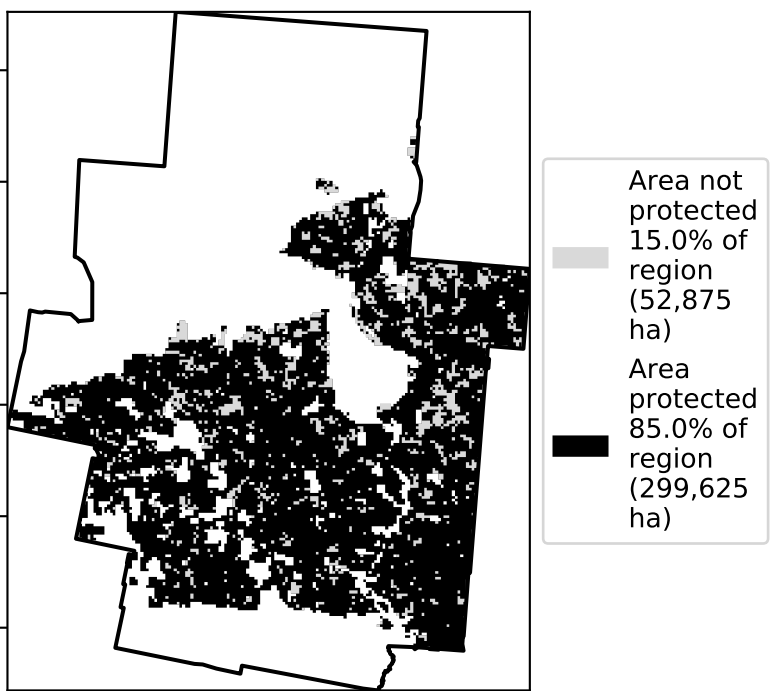 Area not
protected
15.0% of
region
(52,875
ha)
Area
protected
85.0% of
region
(299,625
ha)